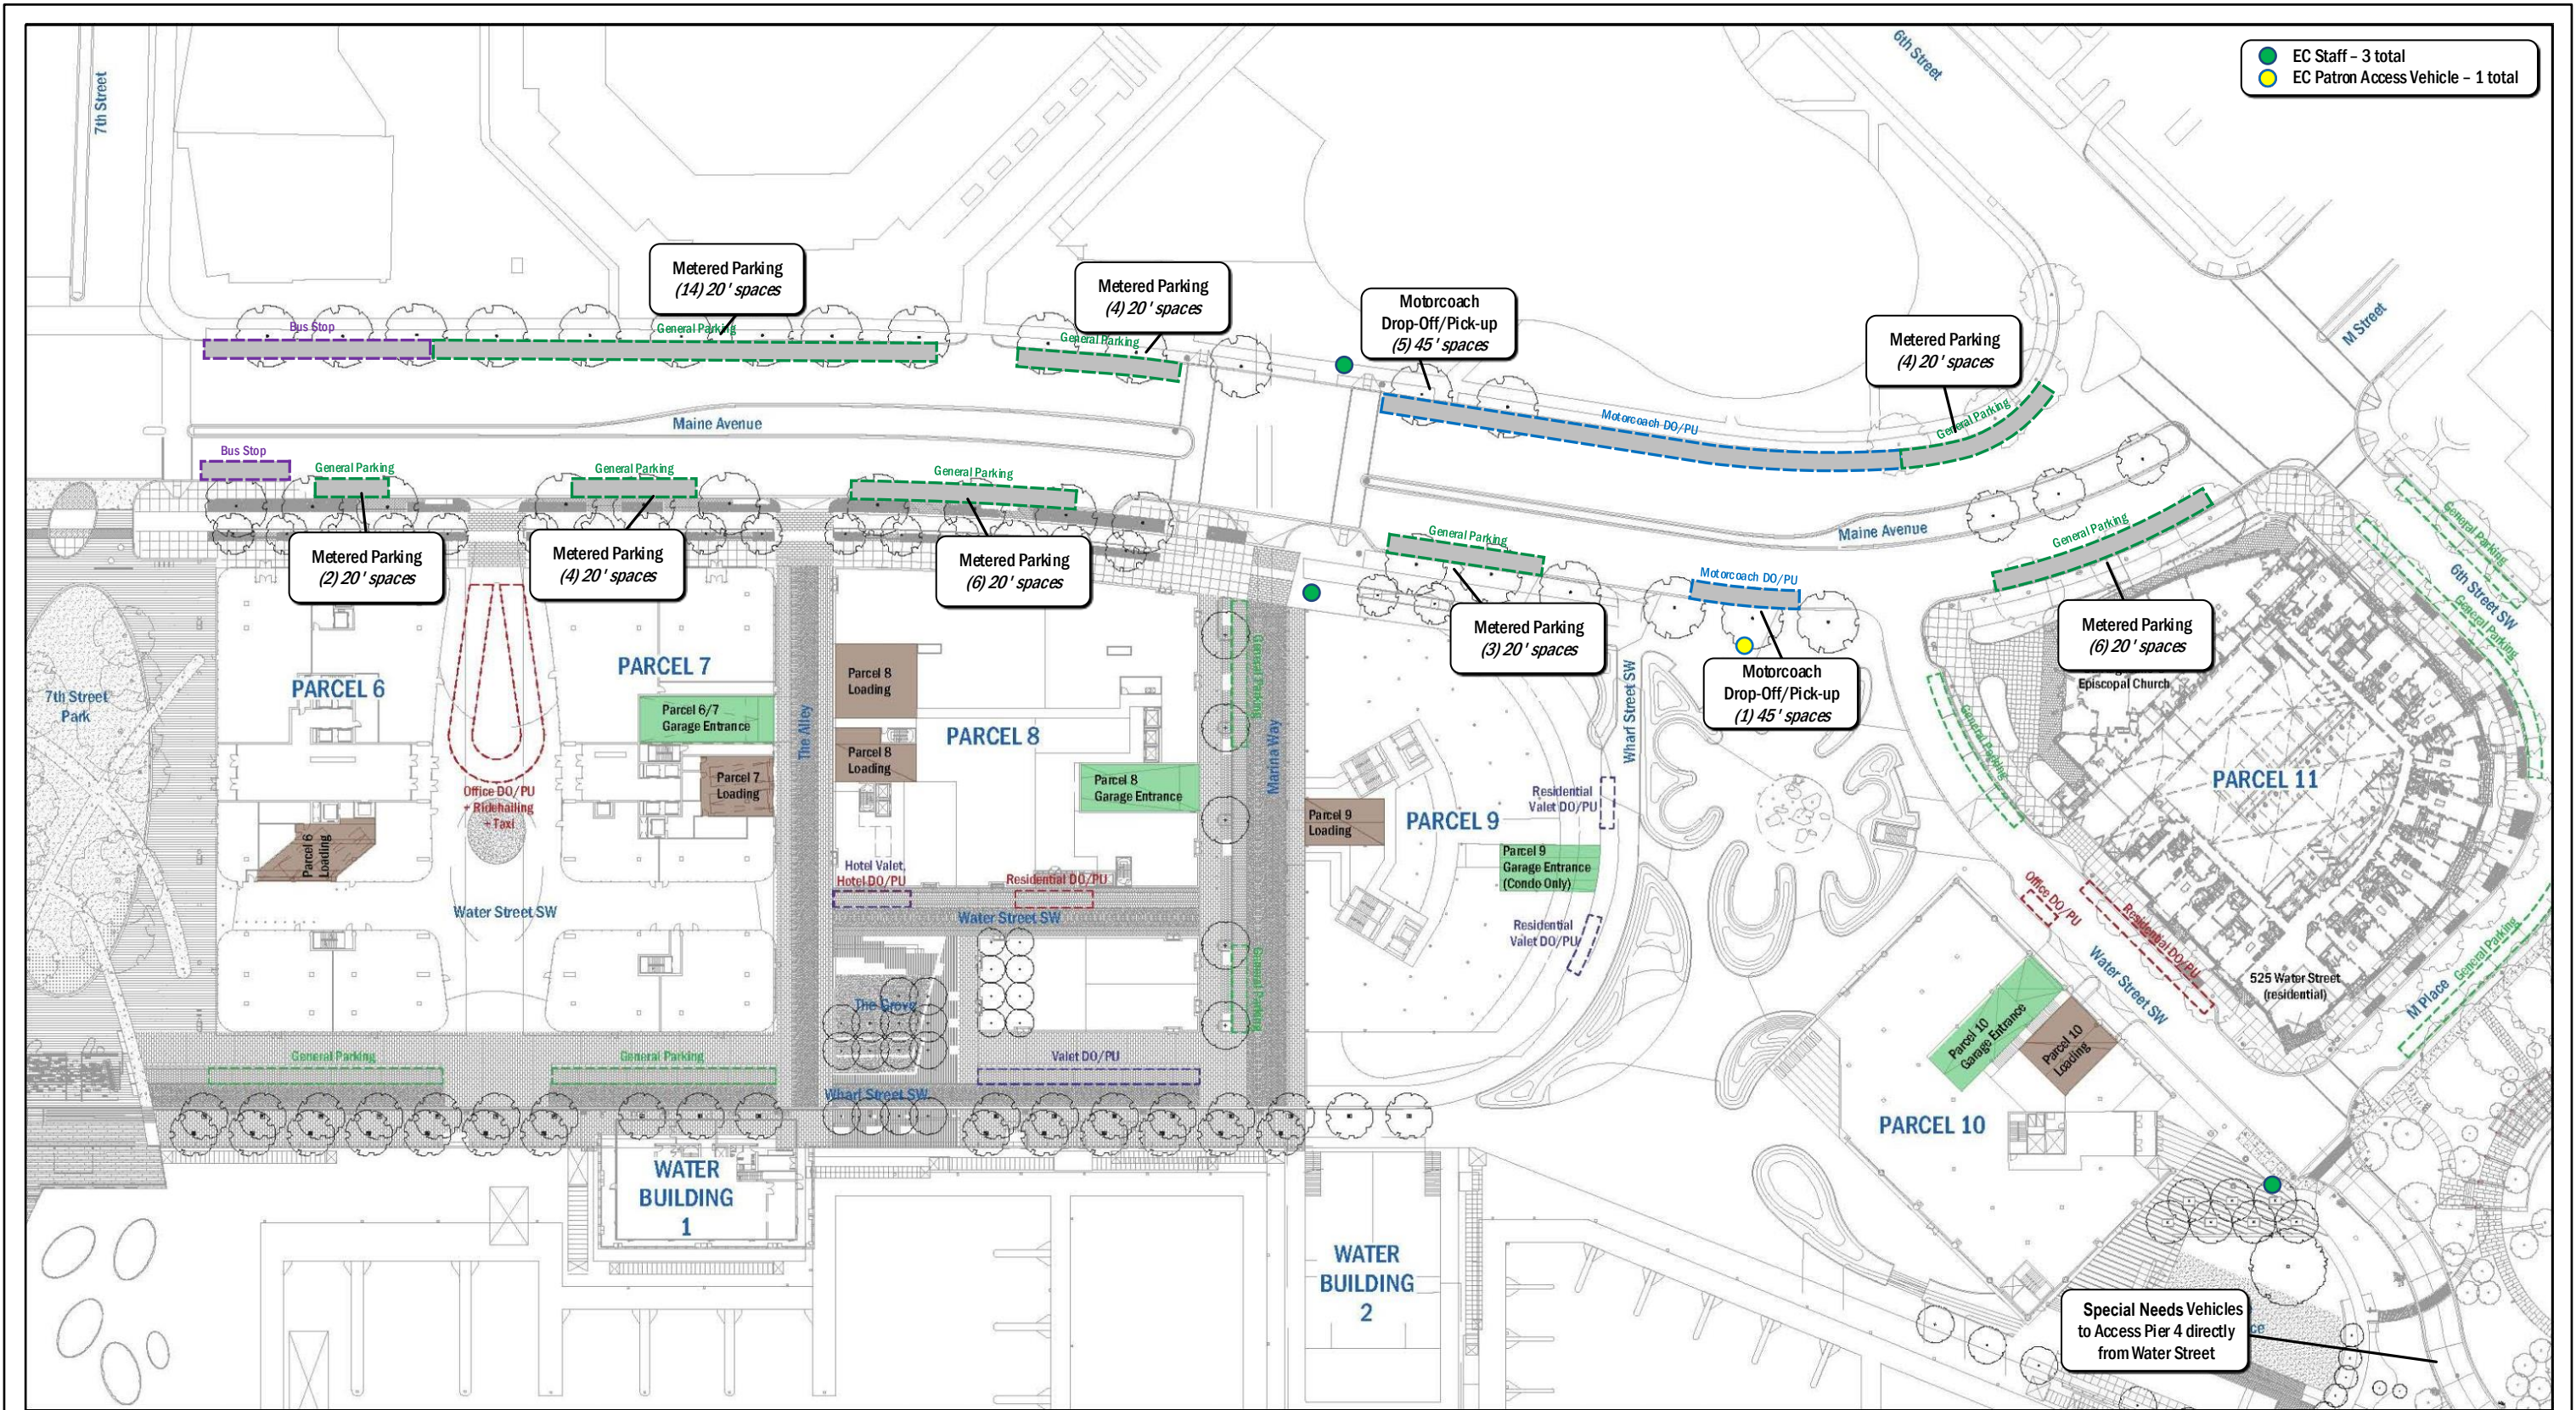 EC Staff – 3 total
EC Patron Access Vehicle – 1 total
7th Street
6th Street
M Street
Metered Parking
(14) 20' spaces
Metered Parking
(4) 20' spaces
Motorcoach
Drop-Off/Pick-up
(5) 45' spaces
Metered Parking
(4) 20' spaces
Bus Stop
General Parking
General Parking
Motorcoach DO/PU
General Parking
Maine Avenue
Bus Stop
General Parking
General Parking
General Parking
General Parking
Maine Avenue
General Parking
General Parking
6th Street SW
General Parking
Metered Parking
(2) 20' spaces
Metered Parking
(4) 20' spaces
Metered Parking
(6) 20' spaces
Motorcoach DO/PU
Metered Parking
(3) 20' spaces
Metered Parking
(6) 20' spaces
Motorcoach
Drop-Off/Pick-up
(1) 45' spaces
Episcopal Church
7th Street
Park
PARCEL 6
PARCEL 7
Parcel 6/7
Garage Entrance
Parcel 7
Loading
Office DO/PU
+ Ridehailing
+ Taxi
Parcel 6
Loading
Water Street SW
The Alley
Parcel 8
Loading
Parcel 8
Loading
PARCEL 8
Parcel 8
Garage Entrance
General Parking
Marina Way
Hotel Valet,
Hotel DO/PU
Residential DO/PU
Water Street SW
The Grove
General Parking
Parcel 9
Loading
PARCEL 9
Parcel 9
Garage Entrance
(Condo Only)
Residential
Valet DO/PU
Residential
Valet DO/PU
Wharf Street SW
General Parking
PARCEL 11
Office DO/PU
Residential DO/PU
Water Street SW
525 Water Street
(residential)
M Place
General Parking
Parcel 10
Garage Entrance
Parcel 10
Loading
PARCEL 10
General Parking
General Parking
Valet DO/PU
Wharf Street SW
WATER
BUILDING
1
WATER
BUILDING
2
Special Needs Vehicles
to Access Pier 4 directly
from Water Street